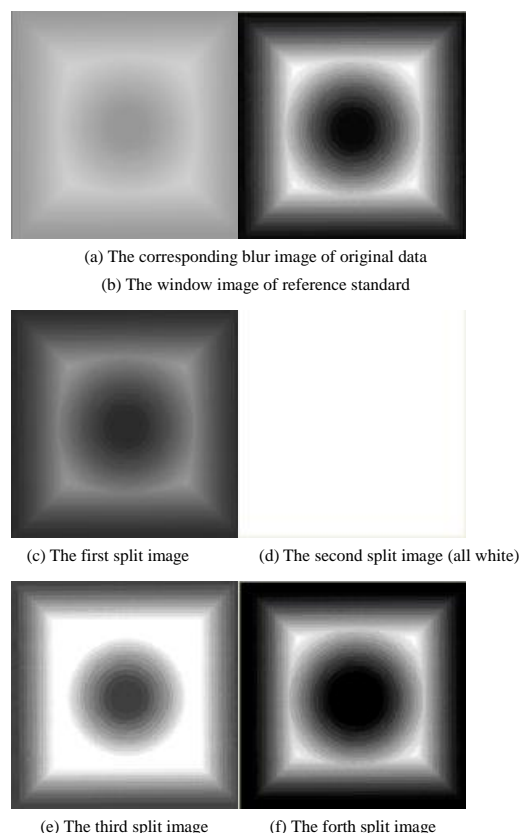 (a) The corresponding blur image of original data
(b) The window image of reference standard
(c) The first split image (d) The second split image (all white)
(e) The third split image (f) The forth split image